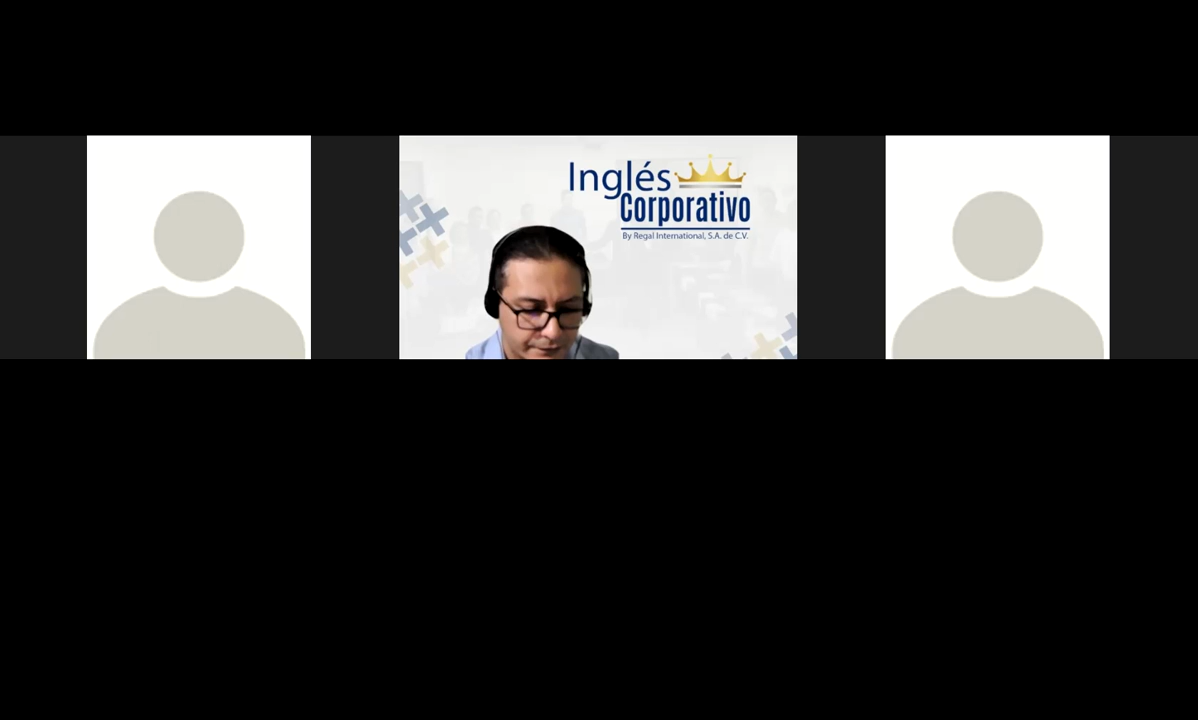 Inglés
Corporativo
By Regal International, S.A. de C.V.